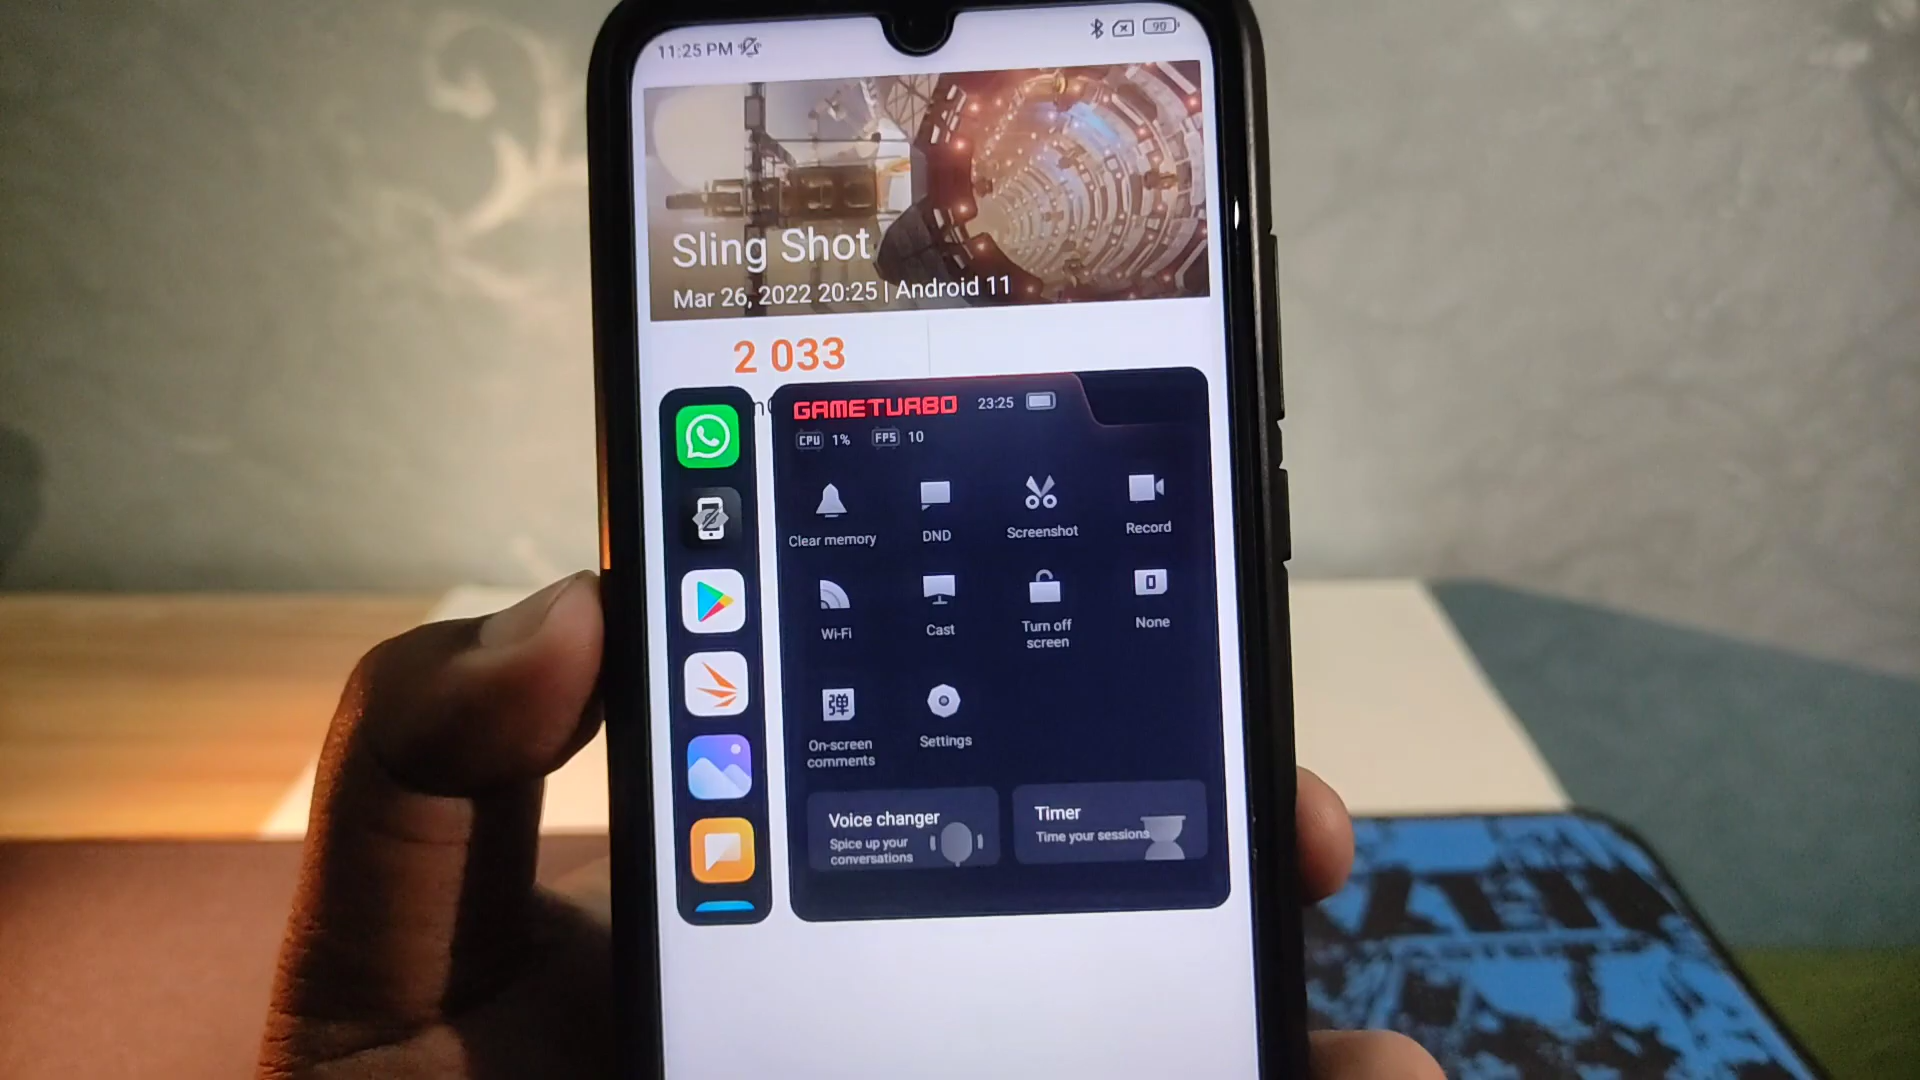 11:25 PM
90
Sling Shot
Mar 26, 2022 20:25 | Android 11
2 033
GAMETURBO 23:25
CPU 1% FPS 10
Clear memory
DND
Screenshot
Record
Wi-Fi
Cast
Turn off
screen
None
弹
On-screen
comments
Settings
Voice changer
Spice up your
conversations
Timer
Time your sessions